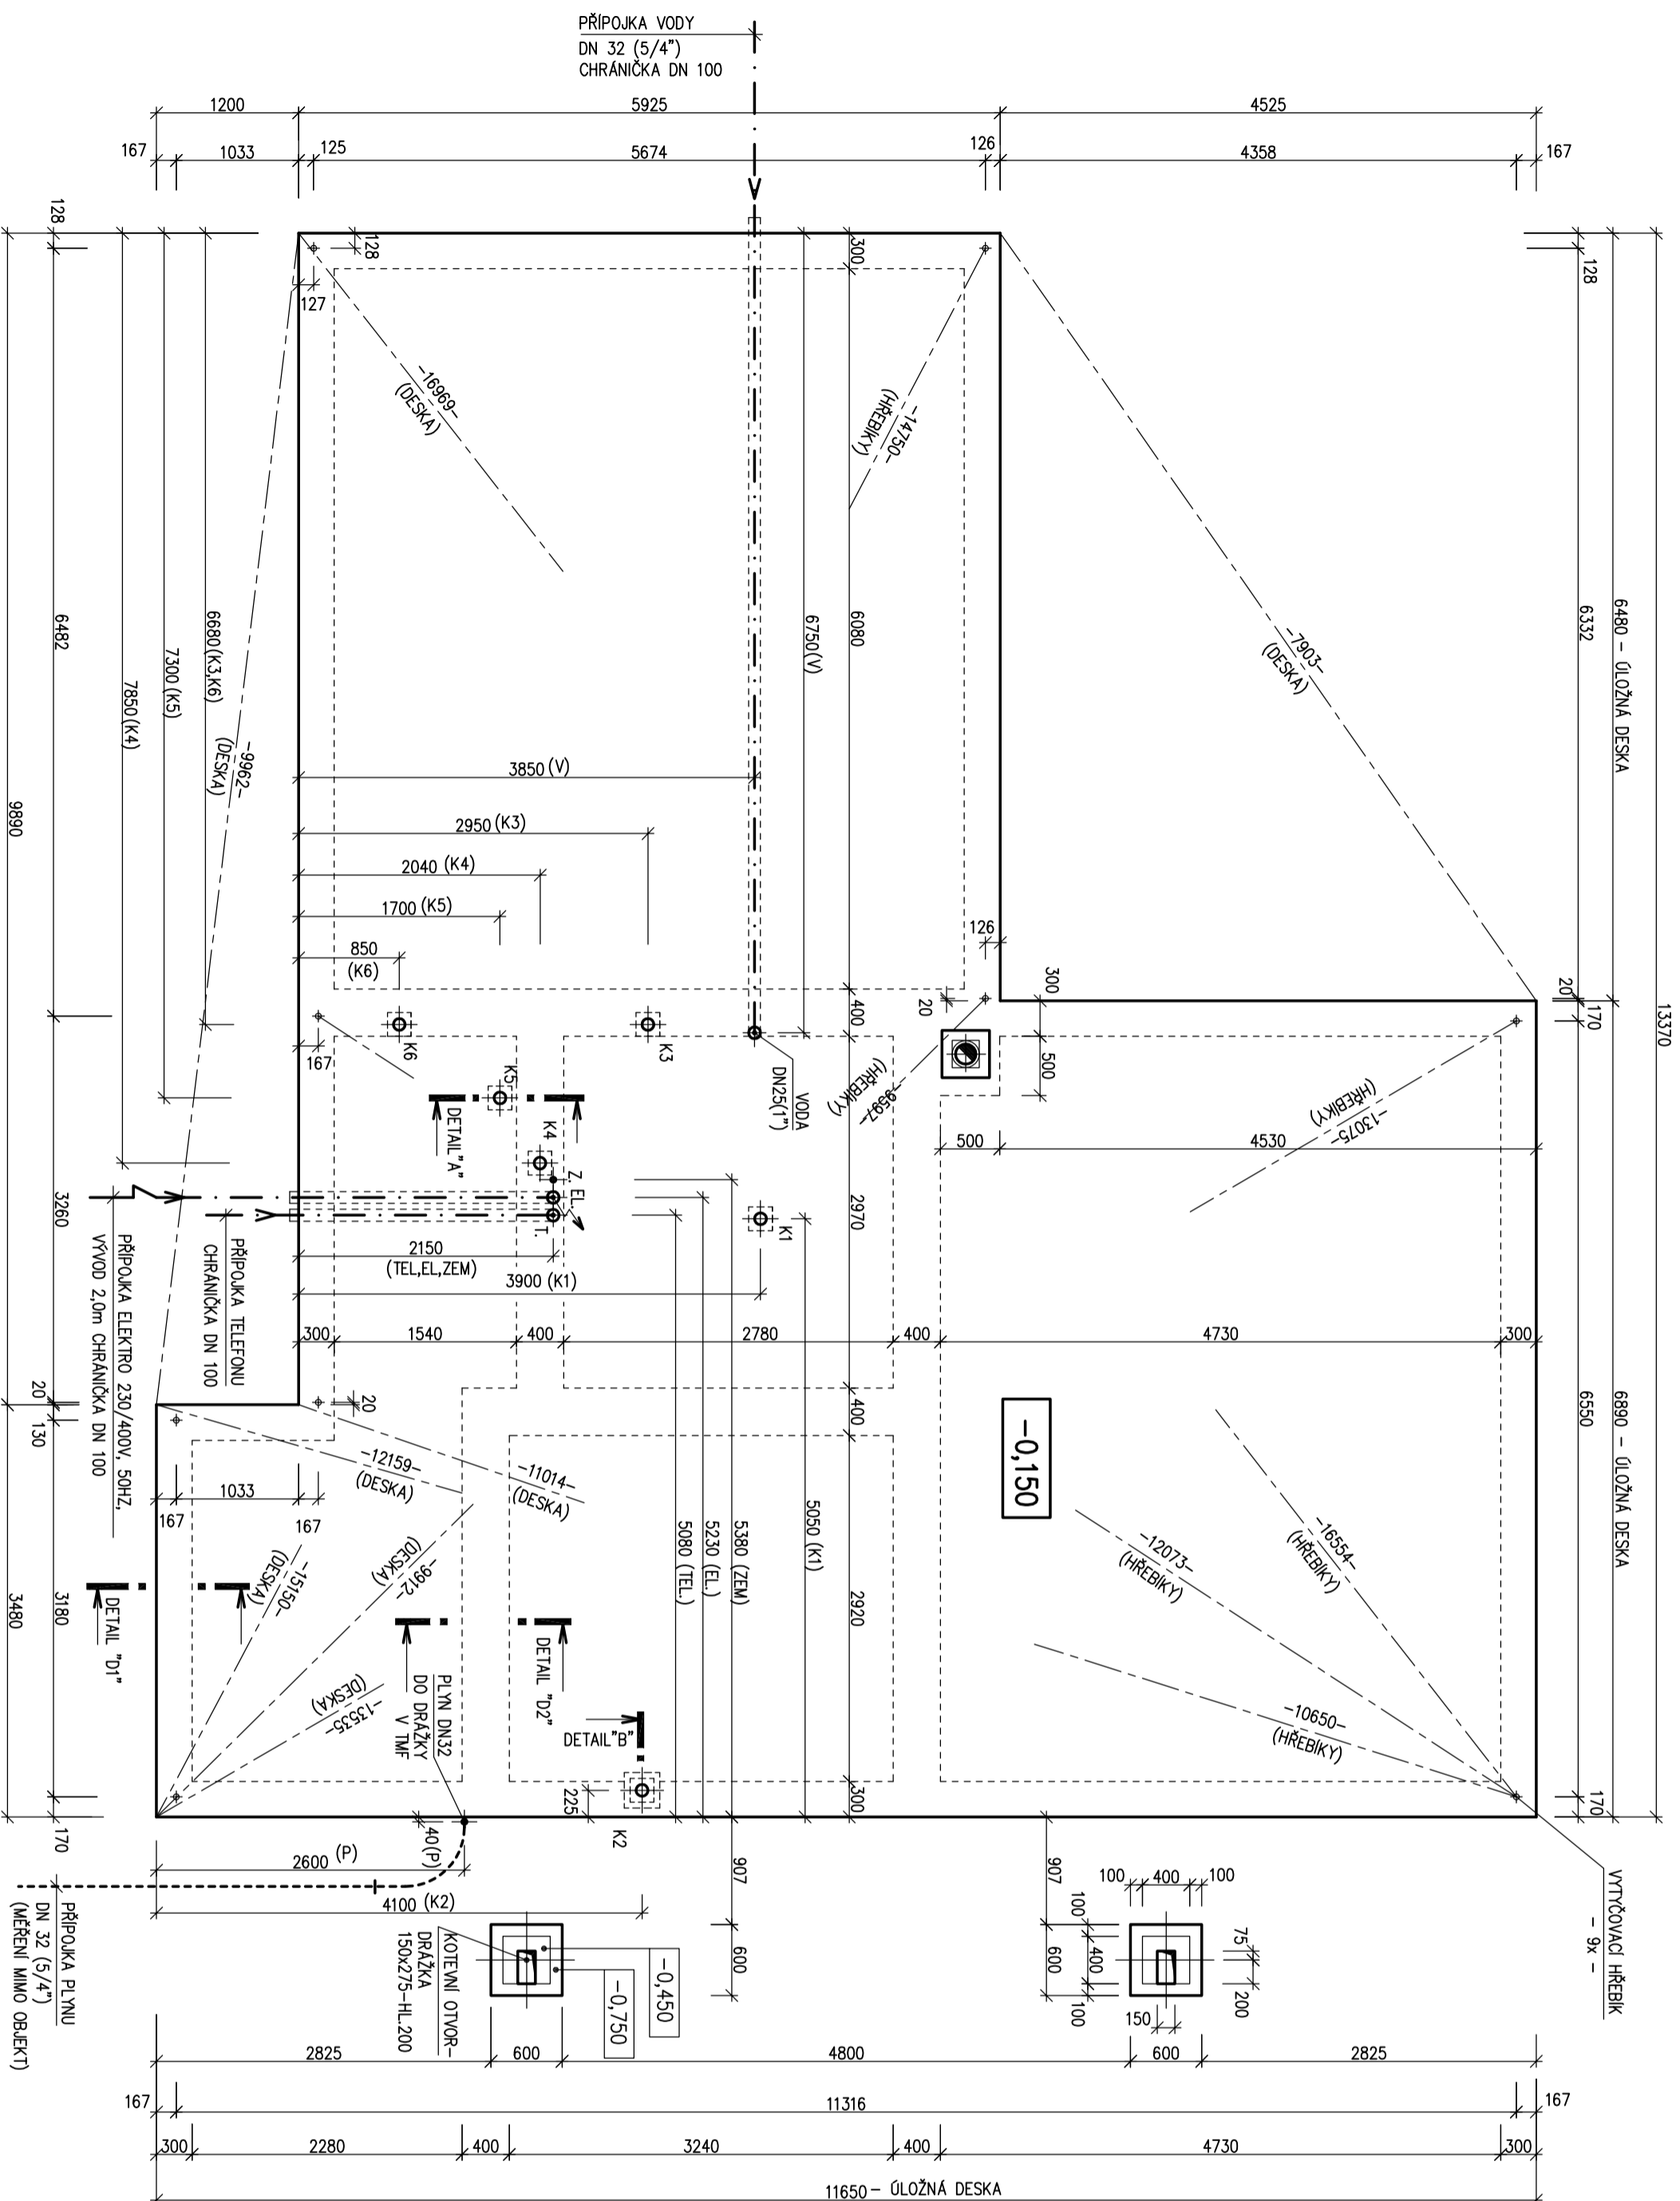 PŘÍPOJKA VODY
DN 32 (5/4")
CHRÁNIČKA DN 100
1200
5925
4525
167
1033
125
5674
126
4358
167
128
128
127
300
128
-16969-
(DESKA)
-14750-
(HŘEBÍKY)
-7903-
(DESKA)
6480 - ÚLOŽNÁ DESKA
6332
13370
6482
9890
6680(K3,K6)
7300(K5)
7850(K4)
-9962-
(DESKA)
6750(V)
6080
3850(V)
2950 (K3)
2040 (K4)
1700 (K5)
850
(K6)
126
300
20
20
170
400
500
K6
K3
167
K5
K4
DETAIL"A"
VODA
DN25(1")
-9597-
(HŘEBÍKY)
-13075-
(HŘEBÍKY)
500
4530
Z. EL.
T.
K1
2970
3260
2150
(TEL,EL,ZEM)
3900 (K1)
PŘÍPOJKA TELEFONU
CHRÁNIČKA DN 100
PŘÍPOJKA ELEKTRO 230/400V, 50HZ,
VÝVOD 2,0m CHRÁNIČKA DN 100
300
1540
400
2780
400
4730
300
20
130
20
400
-0,150
6550
6890 - ÚLOŽNÁ DESKA
-12159-
(DESKA)
-11014-
(DESKA)
1033
167
167
5080 (TEL.)
5230 (EL.)
5380 (ZEM)
5050 (K1)
-16554-
(HŘEBÍKY)
-12073-
(HŘEBÍKY)
-10650-
(HŘEBÍKY)
-15150-
(DESKA)
-9912-
(DESKA)
-13535-
(DESKA)
DETAIL "D1"
DETAIL "D2"
DETAIL"B"
PLYN DN32
DO DRÁŽKY
V TMF
2920
3180
3480
225
300
170
170
K2
40(P)
2600 (P)
4100 (K2)
907
907
PŘÍPOJKA PLYNU
DN 32 (5/4")
(MĚŘENÍ MIMO OBJEKT)
KOTEVNÍ OTVOR-
DRÁŽKA
150x275-HL.200
-0,450
-0,750
600
100
400
100
100
400
100
600
75
200
150
VYTYČOVACÍ HŘEBÍK
- 9x -
2825
600
4800
600
2825
167
11316
167
300
2280
400
3240
400
4730
300
11650 - ÚLOŽNÁ DESKA